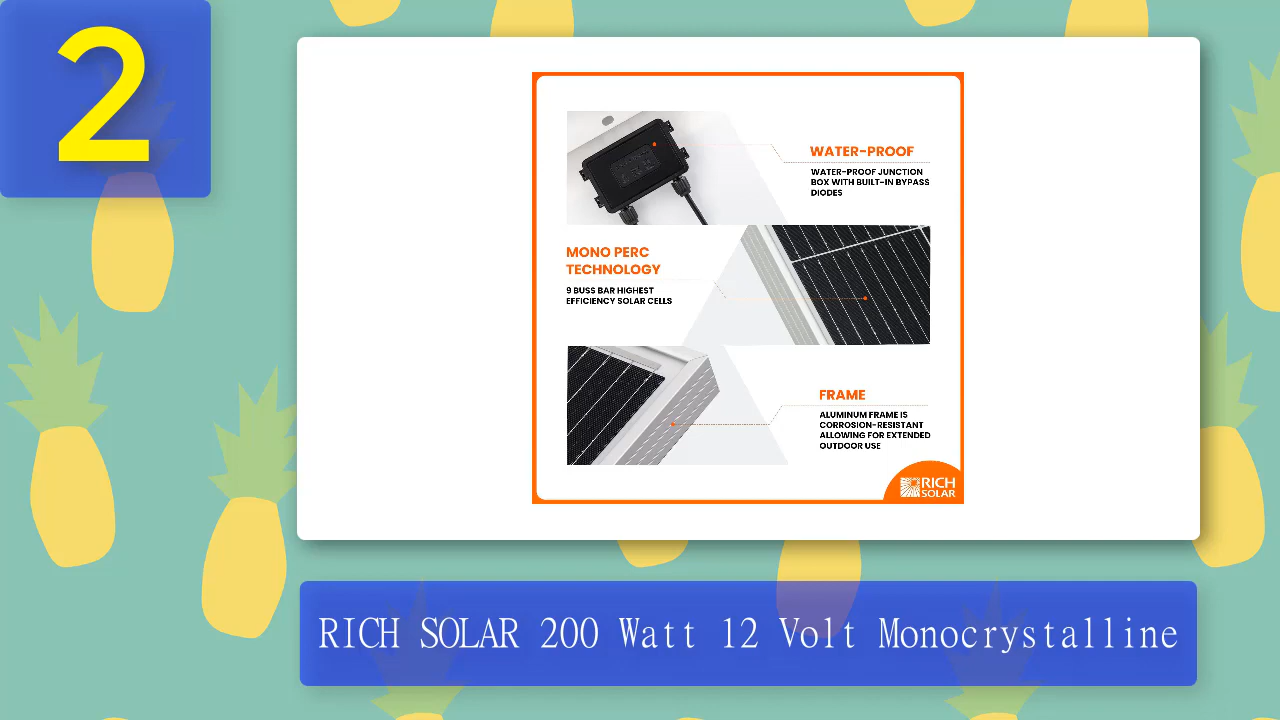 2
WATER-PROOF
WATER-PROOF JUNCTION
BOX WITH BUILT-IN BYPASS
DIODES
MONO PERC
TECHNOLOGY
9 BUSS BAR HIGHEST
EFFICIENCY SOLAR CELLS
FRAME
ALUMINUM FRAME IS
CORROSION-RESISTANT
ALLOWING FOR EXTENDED
OUTDOOR USE
RICH
SOLAR
RICH SOLAR 200 Watt 12 Volt Monocrystalline